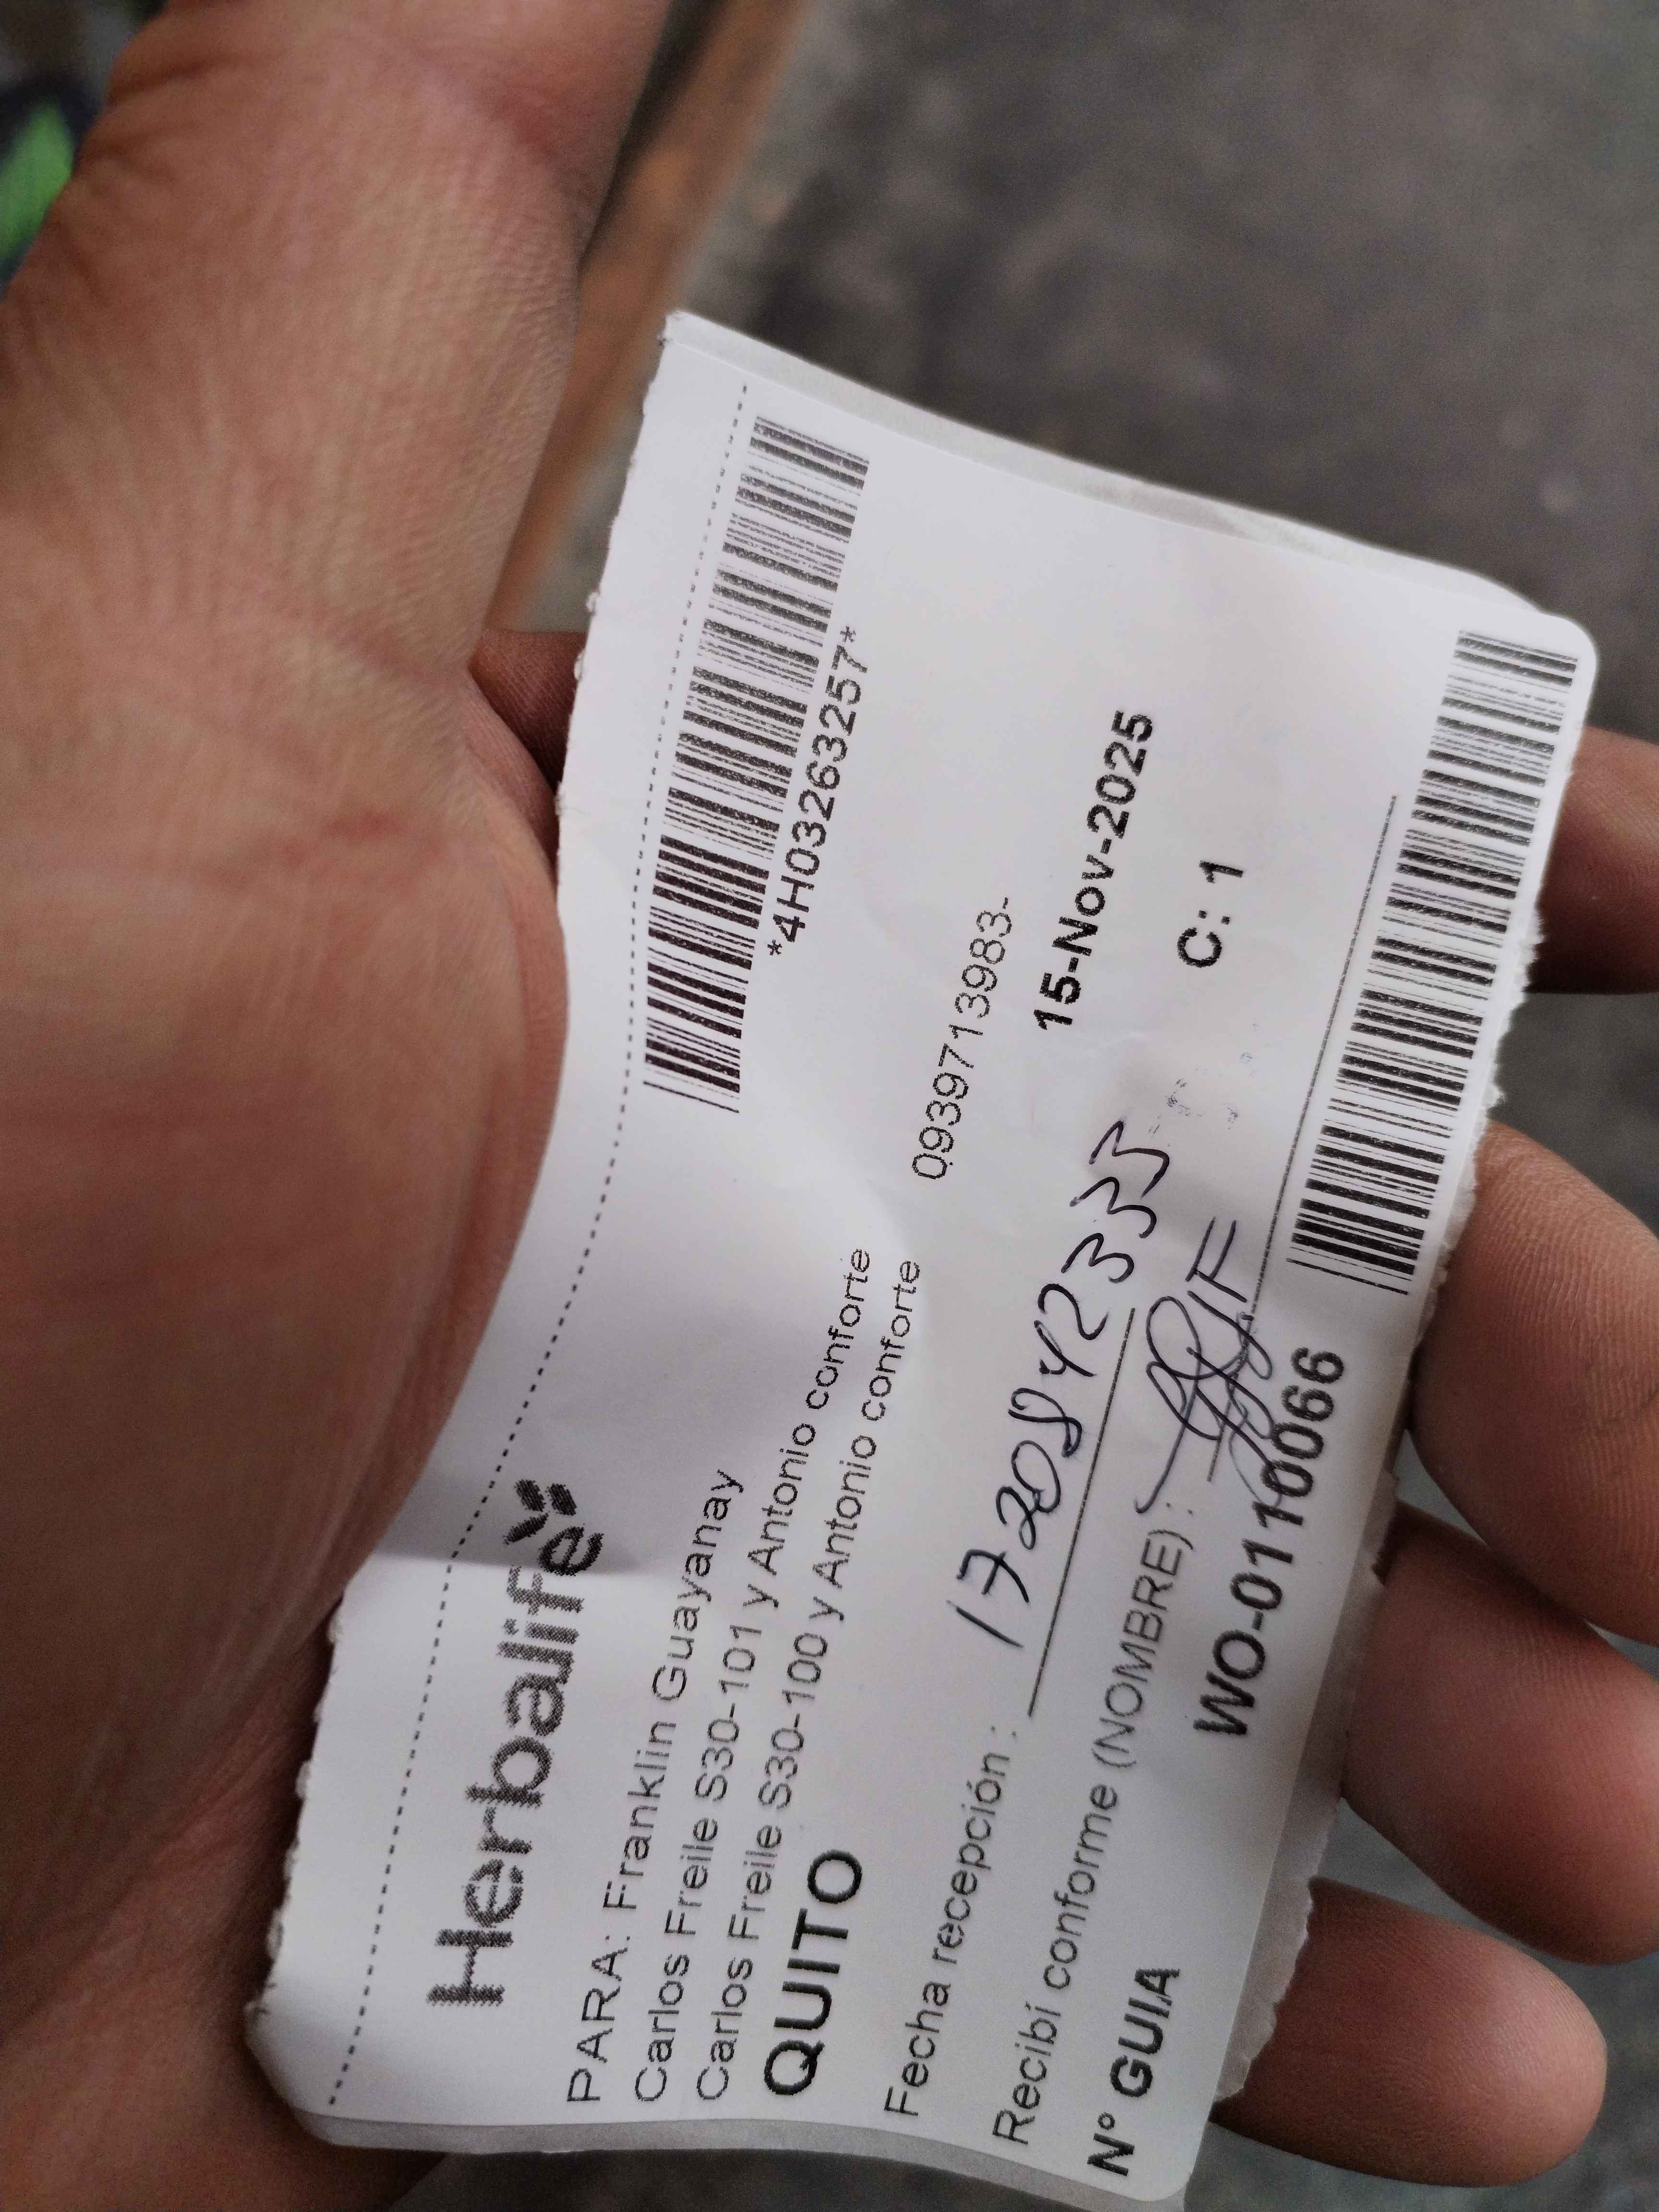 Herbalife
*4H03263257*
PARA: Franklin Guayanay
Carlos Freile S30-101 y Antonio conforte
Carlos Freile S30-100 y Antonio conforte
QUITO
0939713983-
Fecha recepción :
15-Nov-2025
Recibí conforme (NOMBRE) :
C: 1
N° GUIA
WO-0110066